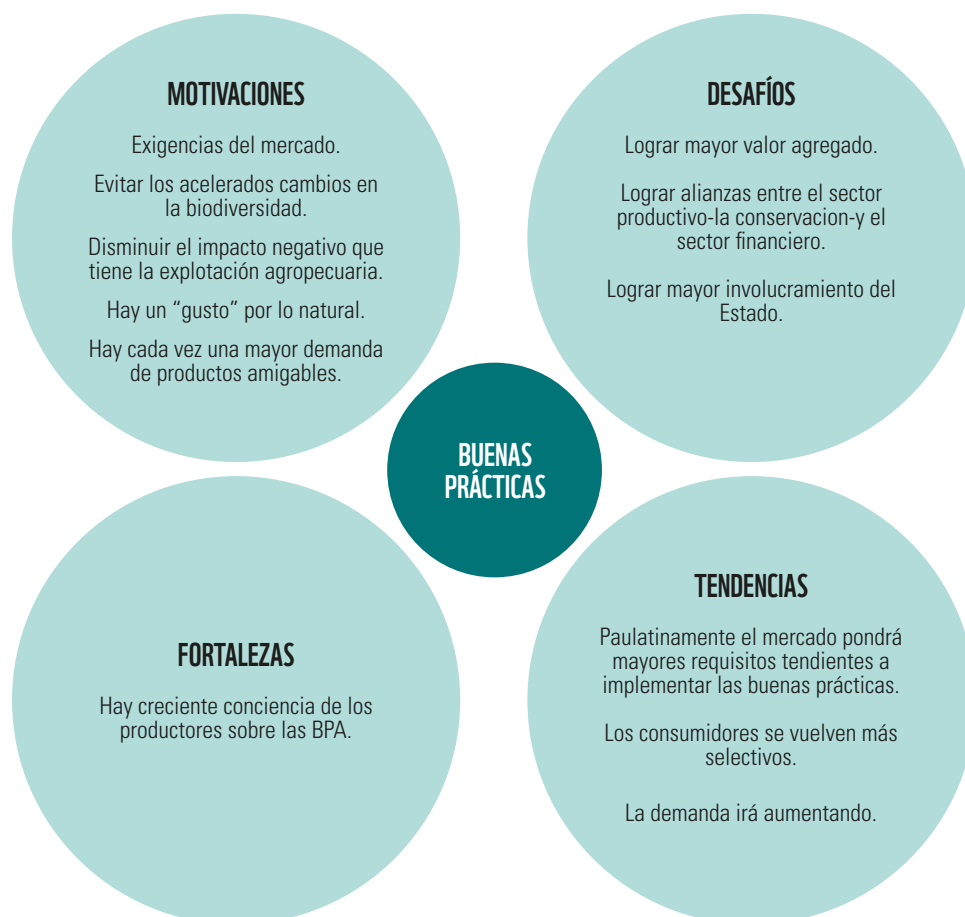 MOTIVACIONES
Exigencias del mercado.
Evitar los acelerados cambios en
la biodiversidad.
Disminuir el impacto negativo que
tiene la explotación agropecuaria.
Hay un “gusto” por lo natural.
Hay cada vez una mayor demanda
de productos amigables.
DESAFÍOS
Lograr mayor valor agregado.
Lograr alianzas entre el sector
productivo-la conservacion-y el
sector financiero.
Lograr mayor involucramiento del
Estado.
BUENAS
PRÁCTICAS
FORTALEZAS
Hay creciente conciencia de los
productores sobre las BPA.
TENDENCIAS
Paulatinamente el mercado pondrá
mayores requisitos tendientes a
implementar las buenas prácticas.
Los consumidores se vuelven más
selectivos.
La demanda irá aumentando.